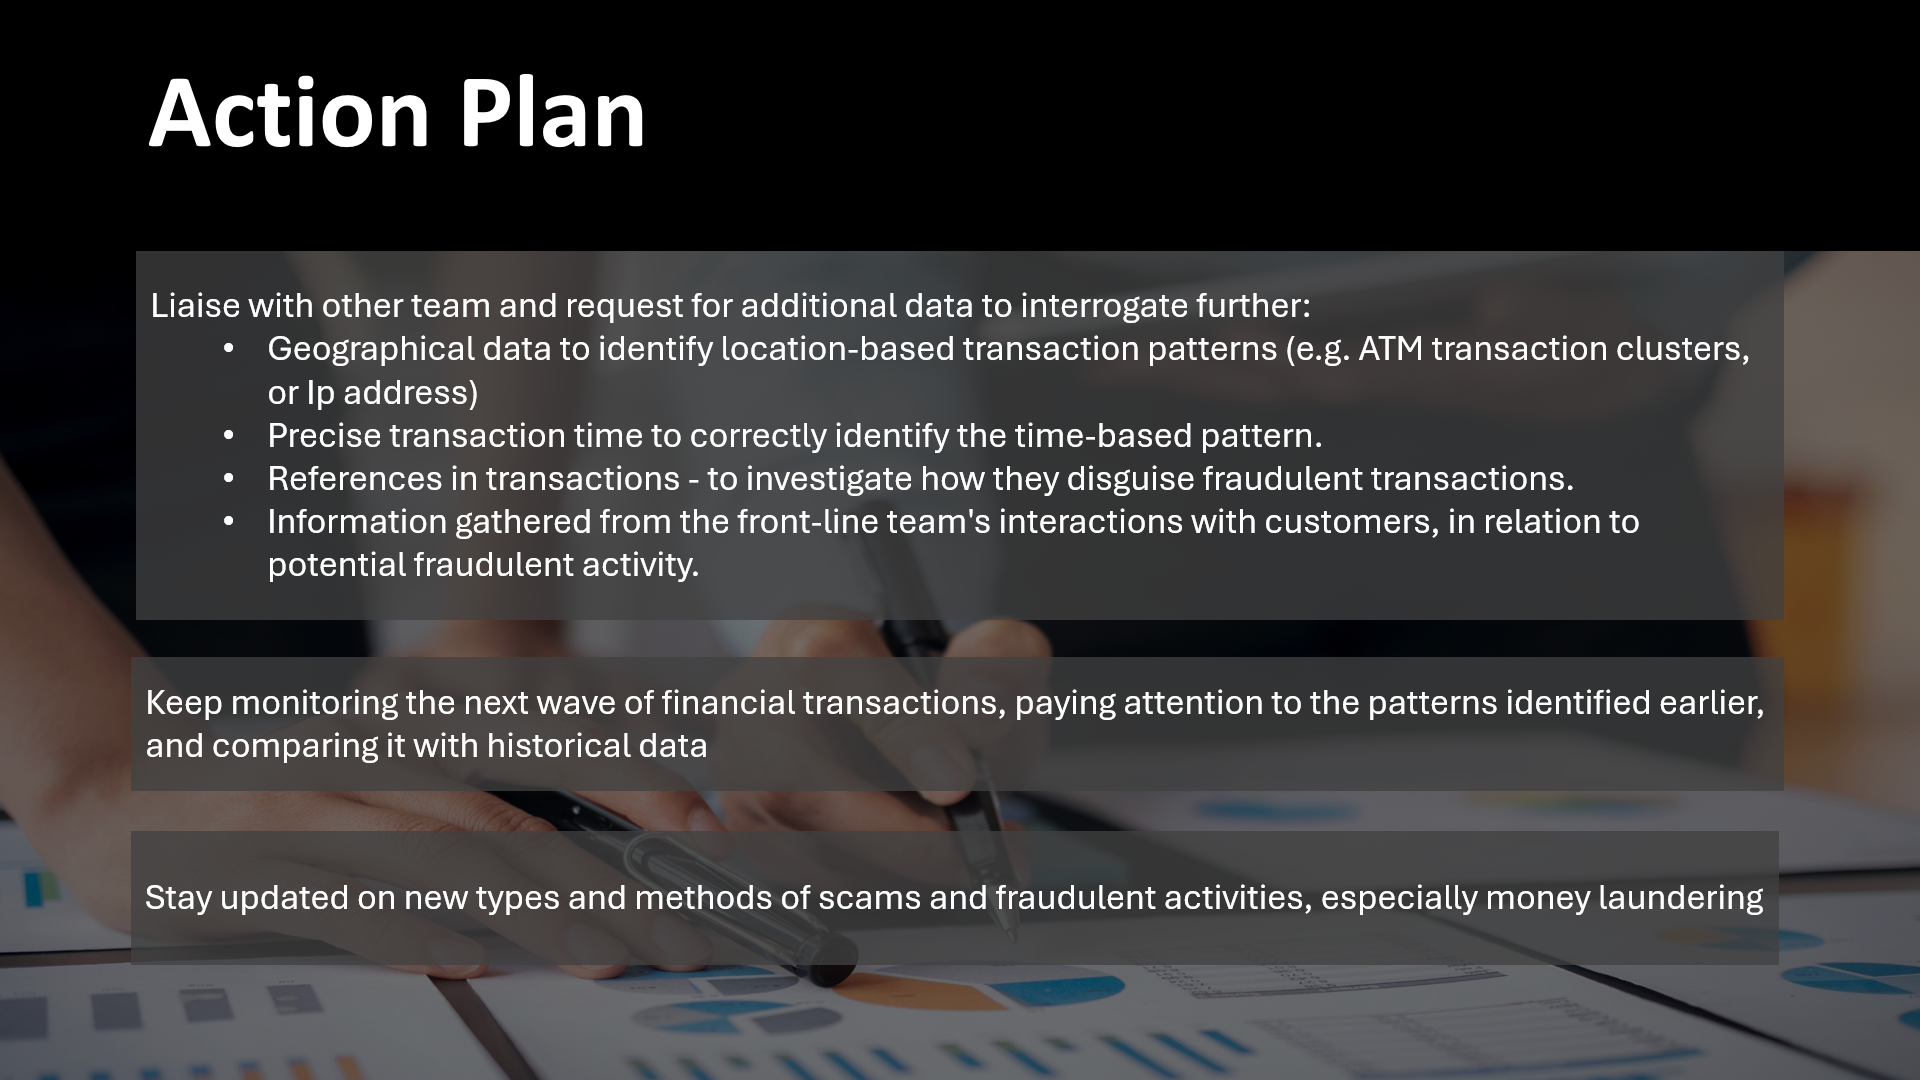 Action Plan
Liaise with other team and request for additional data to interrogate further:
• Geographical data to identify location-based transaction patterns (e.g. ATM transaction clusters,
or Ip address)
• Precise transaction time to correctly identify the time-based pattern.
• References in transactions - to investigate how they disguise fraudulent transactions.
• Information gathered from the front-line team's interactions with customers, in relation to
potential fraudulent activity.
Keep monitoring the next wave of financial transactions, paying attention to the patterns identified earlier,
and comparing it with historical data
Stay updated on new types and methods of scams and fraudulent activities, especially money laundering